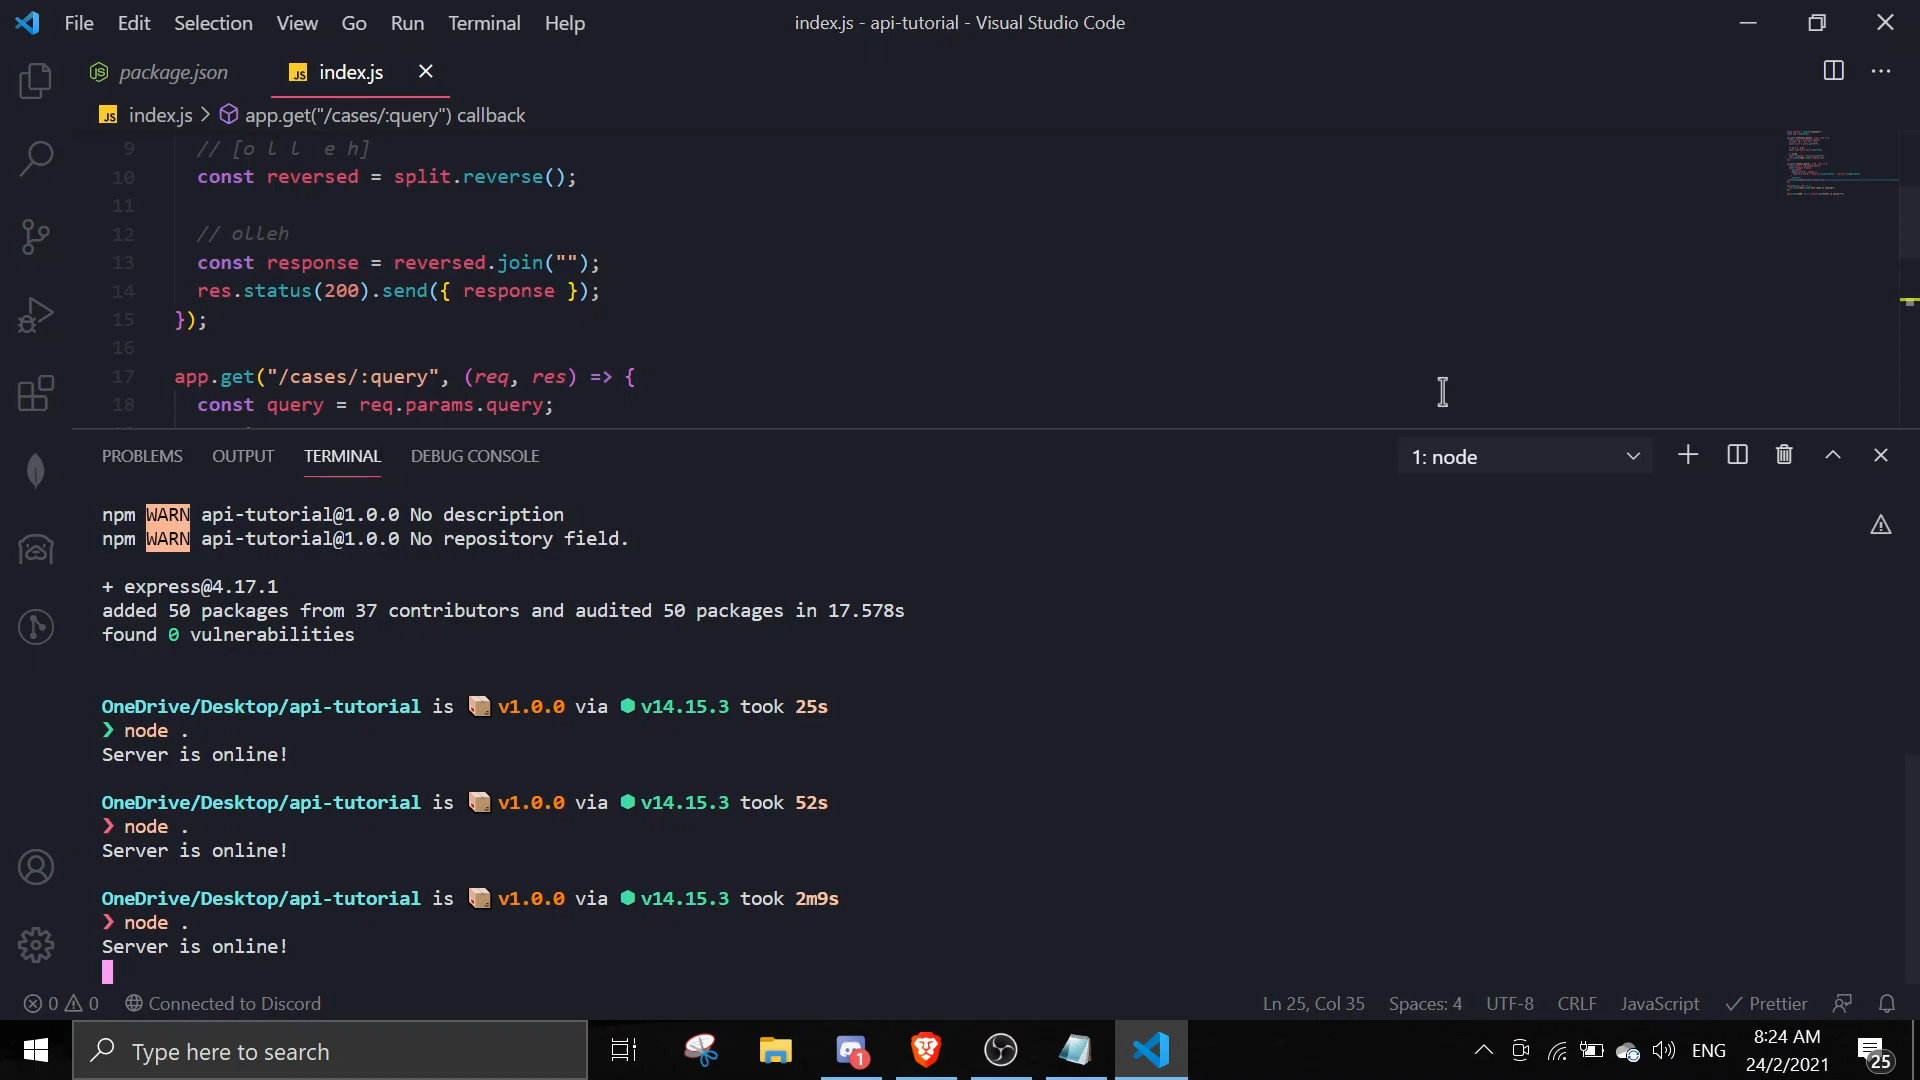 File Edit Selection View Go Run Terminal Help
index.js - api-tutorial - Visual Studio Code
package.json
JS index.js
JS index.js > app.get("/cases/:query") callback
9 // [o l l  e h]
10 const reversed = split.reverse();
11
12 // olleh
13 const response = reversed.join("");
14 res.status(200).send({ response });
15 });
16
17 app.get("/cases/:query", (req, res) => {
18 const query = req.params.query;
PROBLEMS OUTPUT TERMINAL DEBUG CONSOLE
1: node
npm WARN api-tutorial@1.0.0 No description
npm WARN api-tutorial@1.0.0 No repository field.
+ express@4.17.1
added 50 packages from 37 contributors and audited 50 packages in 17.578s
found 0 vulnerabilities
OneDrive/Desktop/api-tutorial is 📦 v1.0.0 via ⬢ v14.15.3 took 25s
❯ node .
Server is online!
OneDrive/Desktop/api-tutorial is 📦 v1.0.0 via ⬢ v14.15.3 took 52s
❯ node .
Server is online!
OneDrive/Desktop/api-tutorial is 📦 v1.0.0 via ⬢ v14.15.3 took 2m9s
❯ node .
Server is online!
0 0 Connected to Discord
Ln 25, Col 35 Spaces: 4 UTF-8 CRLF JavaScript Prettier
Type here to search
1
ENG
8:24 AM
24/2/2021
25